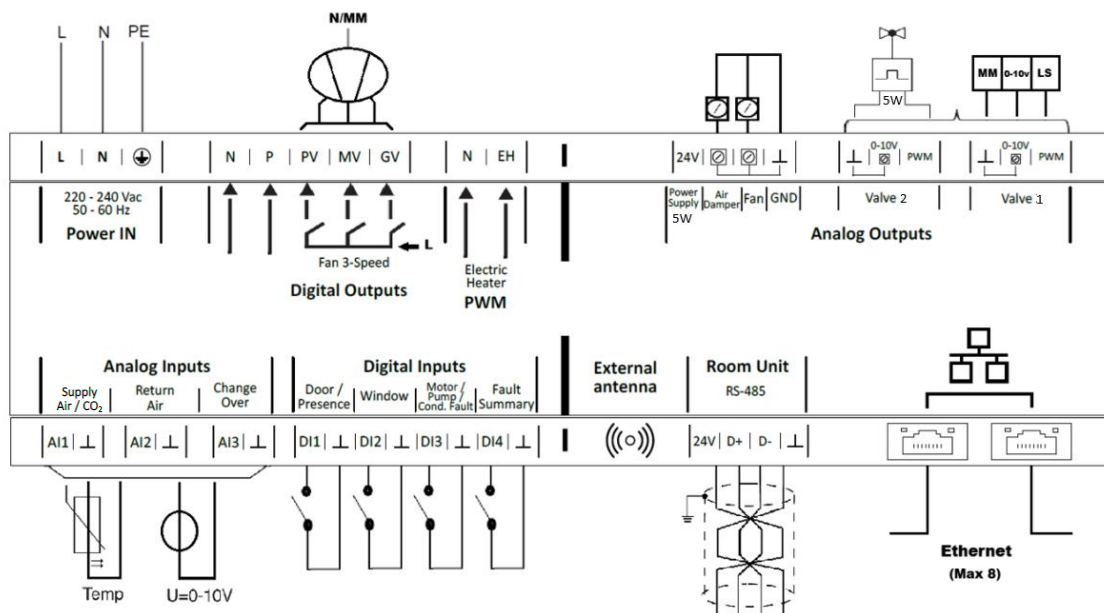 L N PE
N/MM
5W
MM 0-10v LS
L N
N P PV MV GV
N EH
24V
0-10V
PWM
0-10V
PWM
220 - 240 Vac
50 - 60 Hz
Power IN
L
Fan 3-Speed
Digital Outputs
Electric
Heater
PWM
Power
Supply
5W
Air
Damper
Fan
GND
Valve 2
Valve 1
Analog Outputs
Analog Inputs
Supply
Air / CO₂
Return
Air
Change
Over
Digital Inputs
Door /
Presence
Window
Motor /
Pump /
Cond. Fault
Fault
Summary
External
antenna
Room Unit
RS-485
AI1 AI2 AI3
DI1 DI2 DI3 DI4
24V D+ D-
Temp
U=0-10V
Ethernet
(Max 8)